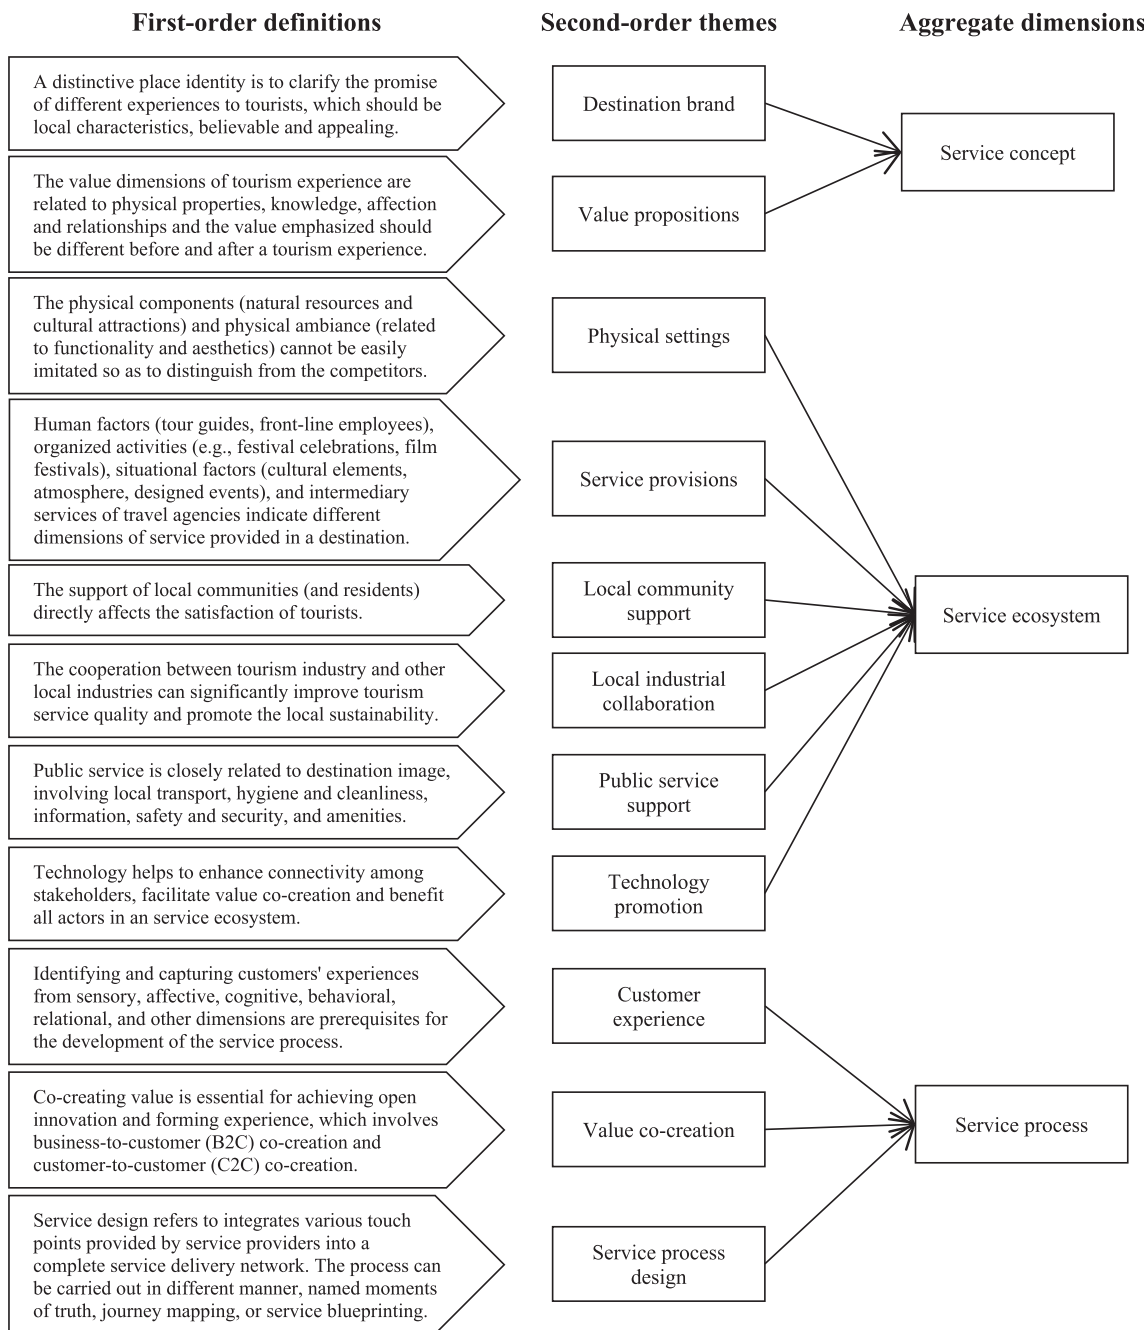 First-order definitions
Second-order themes
Aggregate dimensions
A distinctive place identity is to clarify the promise
of different experiences to tourists, which should be
local characteristics, believable and appealing.
Destination brand
Service concept
The value dimensions of tourism experience are
related to physical properties, knowledge, affection
and relationships and the value emphasized should
be different before and after a tourism experience.
Value propositions
The physical components (natural resources and
cultural attractions) and physical ambiance (related
to functionality and aesthetics) cannot be easily
imitated so as to distinguish from the competitors.
Physical settings
Human factors (tour guides, front-line employees),
organized activities (e.g., festival celebrations, film
festivals), situational factors (cultural elements,
atmosphere, designed events), and intermediary
services of travel agencies indicate different
dimensions of service provided in a destination.
Service provisions
The support of local communities (and residents)
directly affects the satisfaction of tourists.
Local community
support
Service ecosystem
The cooperation between tourism industry and other
local industries can significantly improve tourism
service quality and promote the local sustainability.
Local industrial
collaboration
Public service is closely related to destination image,
involving local transport, hygiene and cleanliness,
information, safety and security, and amenities.
Public service
support
Technology helps to enhance connectivity among
stakeholders, facilitate value co-creation and benefit
all actors in an service ecosystem.
Technology
promotion
Identifying and capturing customers' experiences
from sensory, affective, cognitive, behavioral,
relational, and other dimensions are prerequisites for
the development of the service process.
Customer
experience
Co-creating value is essential for achieving open
innovation and forming experience, which involves
business-to-customer (B2C) co-creation and
customer-to-customer (C2C) co-creation.
Value co-creation
Service process
Service design refers to integrates various touch
points provided by service providers into a
complete service delivery network. The process can
be carried out in different manner, named moments
of truth, journey mapping, or service blueprinting.
Service process
design